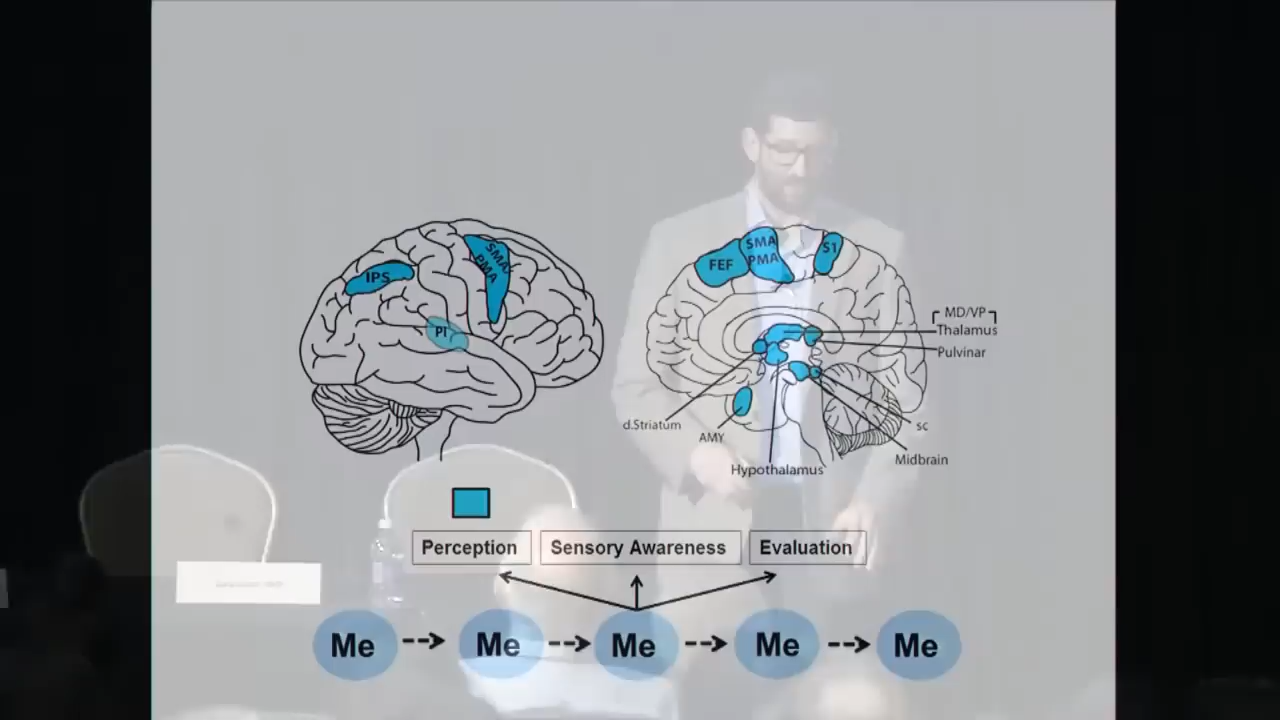 IPS
SMA/
PMA
PI
FEF
SMA
PMA
S1
MD/VP
Thalamus
Pulvinar
d.Striatum
AMY
Hypothalamus
sc
Midbrain
Perception
Sensory Awareness
Evaluation
Me
Me
Me
Me
Me